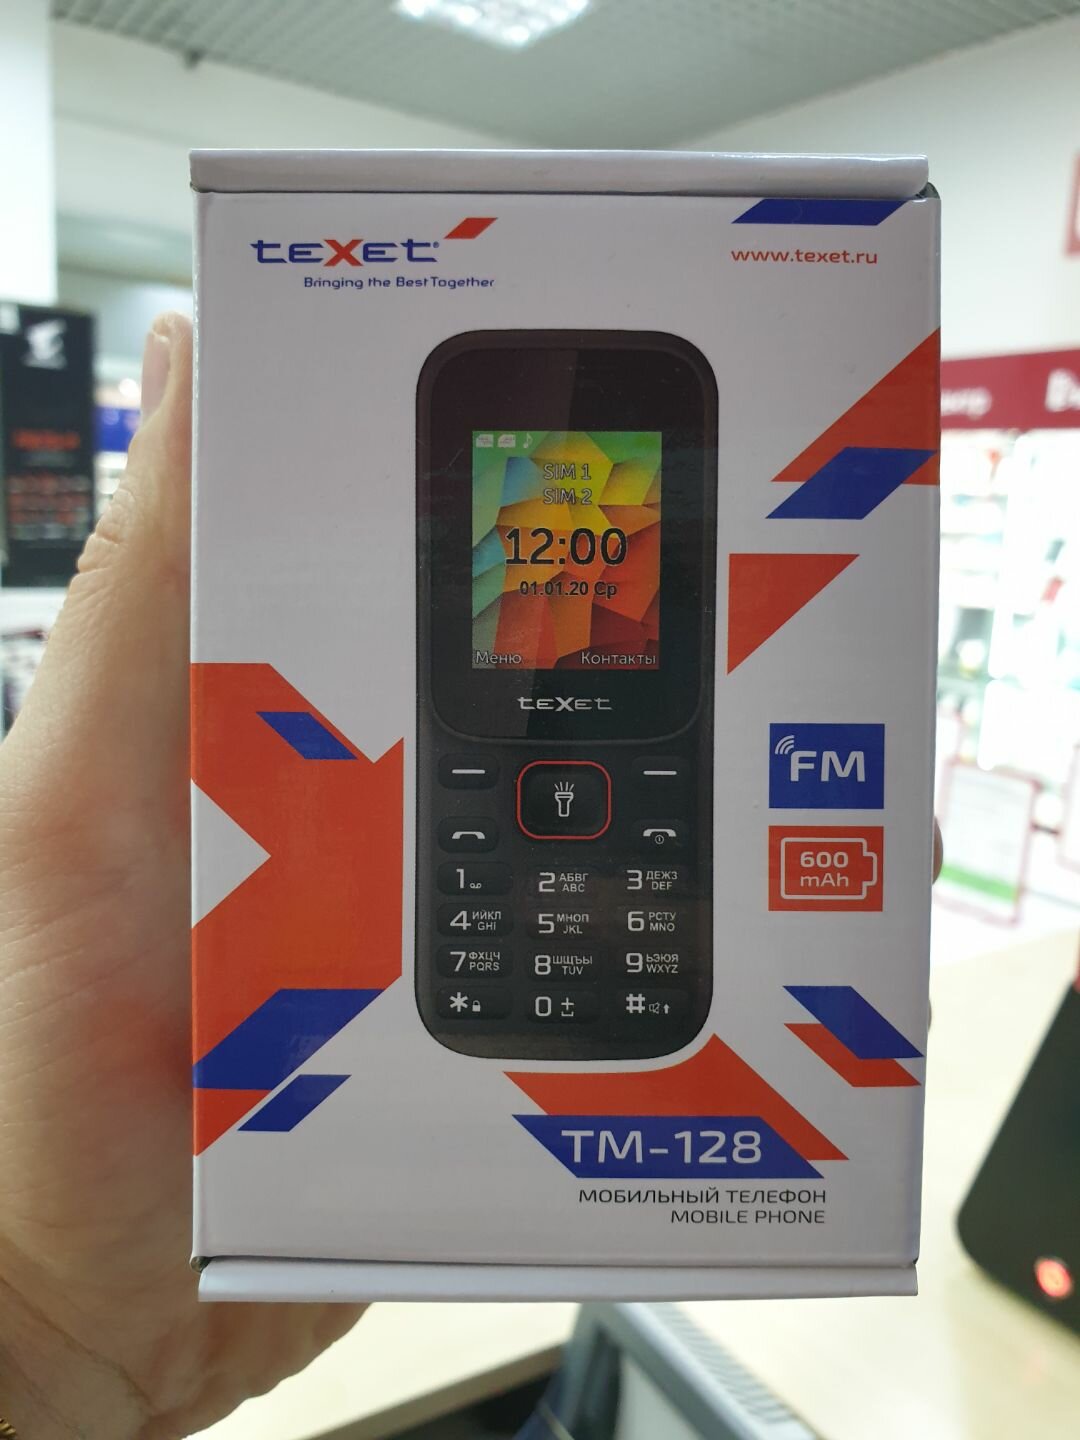 teXet
Bringing the Best Together
www.texet.ru
SIM 1
SIM 2
12:00
01.01.20 Ср
Меню
Контакты
teXet
FM
600
mAh
1
2 АБВГ ABC
3 ДЕЖЗ DEF
4 ИЙКЛ GHI
5 МНОП JKL
6 РСТУ MNO
7 ФХЦЧ PQRS
8 ШЩЪЫ TUV
9 ЬЭЮЯ WXYZ
*
0 +
#
TM-128
МОБИЛЬНЫЙ ТЕЛЕФОН
MOBILE PHONE